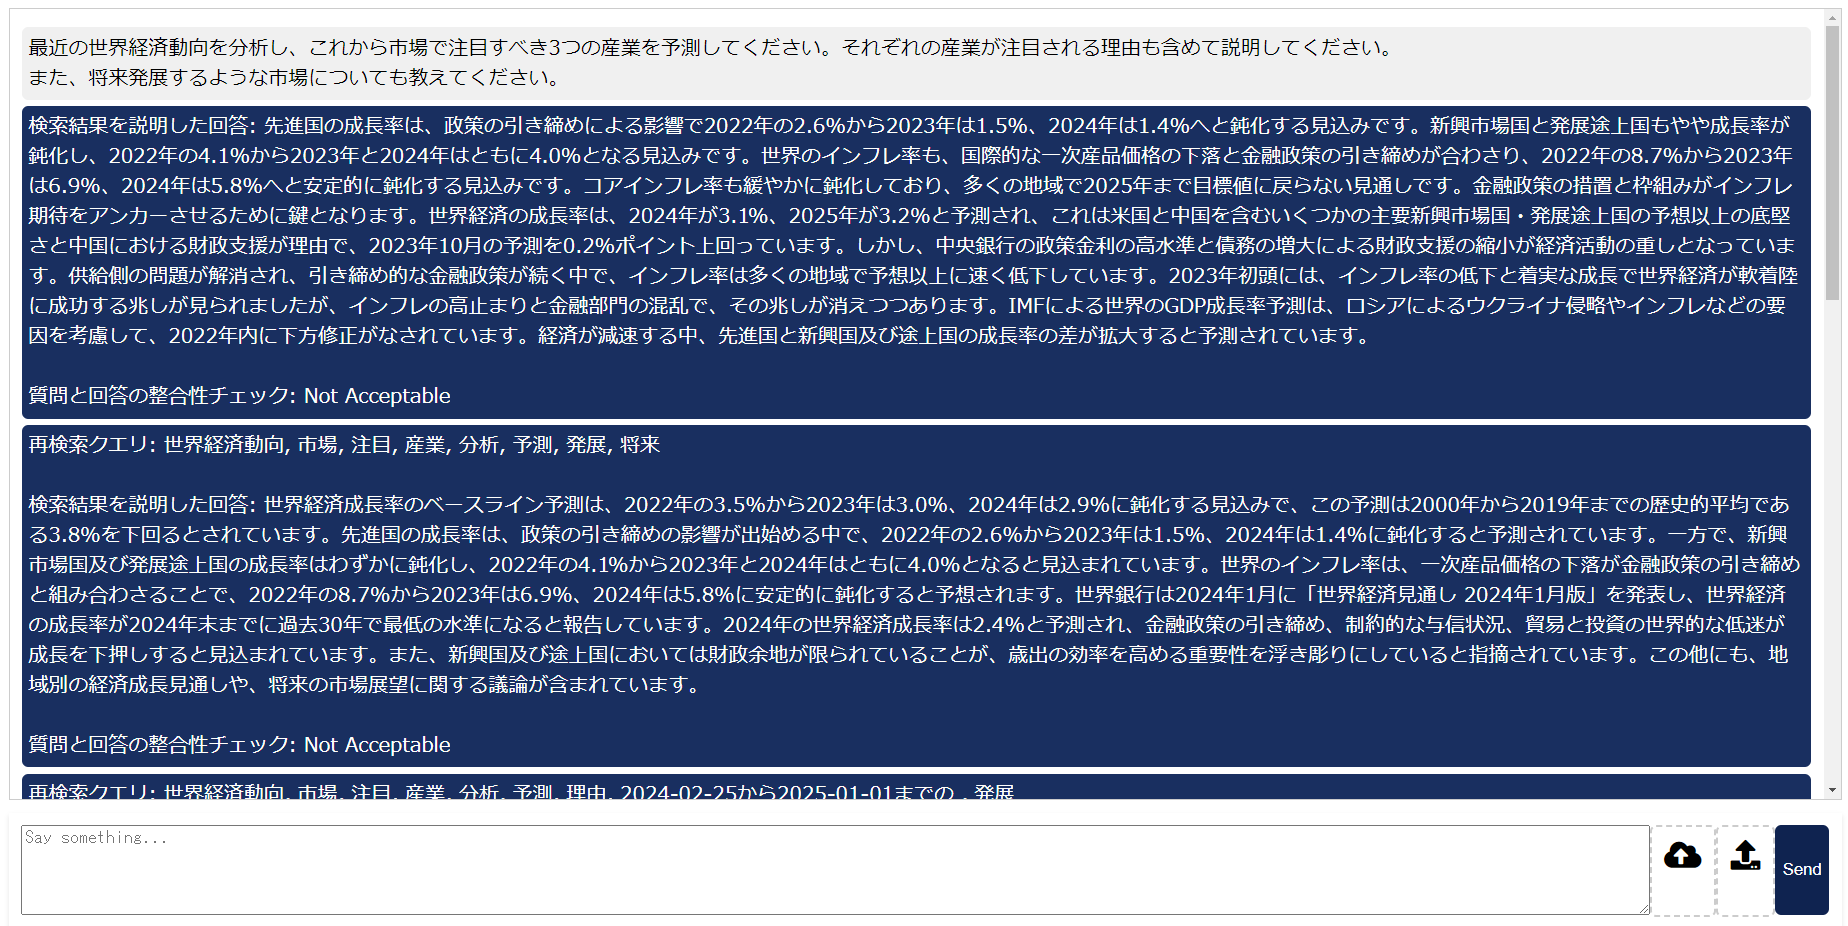 最近の世界経済動向を分析し、これから市場で注目すべき3つの産業を予測してください。それぞれの産業が注目される理由も含めて説明してください。
また、将来発展するような市場についても教えてください。
検索結果を説明した回答: 先進国の成長率は、政策の引き締めによる影響で2022年の2.6%から2023年は1.5%、2024年は1.4%へと鈍化する見込みです。新興市場国と発展途上国もやや成長率が
鈍化し、2022年の4.1%から2023年と2024年はともに4.0%となる見込みです。世界のインフレ率も、国際的な一次産品価格の下落と金融政策の引き締めが合わさり、2022年の8.7%から2023年
は6.9%、2024年は5.8%へと安定的に鈍化する見込みです。コアインフレ率も緩やかに鈍化しており、多くの地域で2025年まで目標値に戻らない見通しです。金融政策の措置と枠組みがインフレ
期待をアンカーさせるために鍵となります。世界経済の成長率は、2024年が3.1%、2025年が3.2%と予測され、これは米国と中国を含むいくつかの主要新興市場国・発展途上国の予想以上の底堅
さと中国における財政支援が理由で、2023年10月の予測を0.2%ポイント上回っています。しかし、中央銀行の政策金利の高水準と債務の増大による財政支援の縮小が経済活動の重しとなっていま
す。供給側の問題が解消され、引き締め的な金融政策が続く中で、インフレ率は多くの地域で予想以上に速く低下しています。2023年初頭には、インフレ率の低下と着実な成長で世界経済が軟着陸
に成功する兆しが見られましたが、インフレの高止まりと金融部門の混乱で、その兆しが消えつつあります。IMFによる世界のGDP成長率予測は、ロシアによるウクライナ侵略やインフレなどの要
因を考慮して、2022年内に下方修正がなされています。経済が減速する中、先進国と新興国及び途上国の成長率の差が拡大すると予測されています。
質問と回答の整合性チェック: Not Acceptable
再検索クエリ: 世界経済動向, 市場, 注目, 産業, 分析, 予測, 発展, 将来
検索結果を説明した回答: 世界経済成長率のベースライン予測は、2022年の3.5%から2023年は3.0%、2024年は2.9%に鈍化する見込みで、この予測は2000年から2019年までの歴史的平均であ
る3.8%を下回るとされています。先進国の成長率は、政策の引き締めの影響が出始める中で、2022年の2.6%から2023年は1.5%、2024年は1.4%に鈍化すると予測されています。一方で、新興
市場国及び発展途上国の成長率はわずかに鈍化し、2022年の4.1%から2023年と2024年はともに4.0%となると見込まれています。世界のインフレ率は、一次産品価格の下落が金融政策の引き締め
と組み合わさることで、2022年の8.7%から2023年は6.9%、2024年は5.8%に安定的に鈍化すると予想されます。世界銀行は2024年1月に「世界経済見通し 2024年1月版」を発表し、世界経済
の成長率が2024年末までに過去30年で最低の水準になると報告しています。2024年の世界経済成長率は2.4%と予測され、金融政策の引き締め、制約的な与信状況、貿易と投資の世界的な低迷が
成長を下押しすると見込まれています。また、新興国及び途上国においては財政余地が限られていることが、歳出の効率を高める重要性を浮き彫りにしていると指摘されています。この他にも、地
域別の経済成長見通しや、将来の市場展望に関する議論が含まれています。
質問と回答の整合性チェック: Not Acceptable
再検索クエリ: 世界経済動向, 市場, 注目, 産業, 分析, 予測, 理由, 2024-02-25から2025-01-01までの , 発展
Say something...
Send